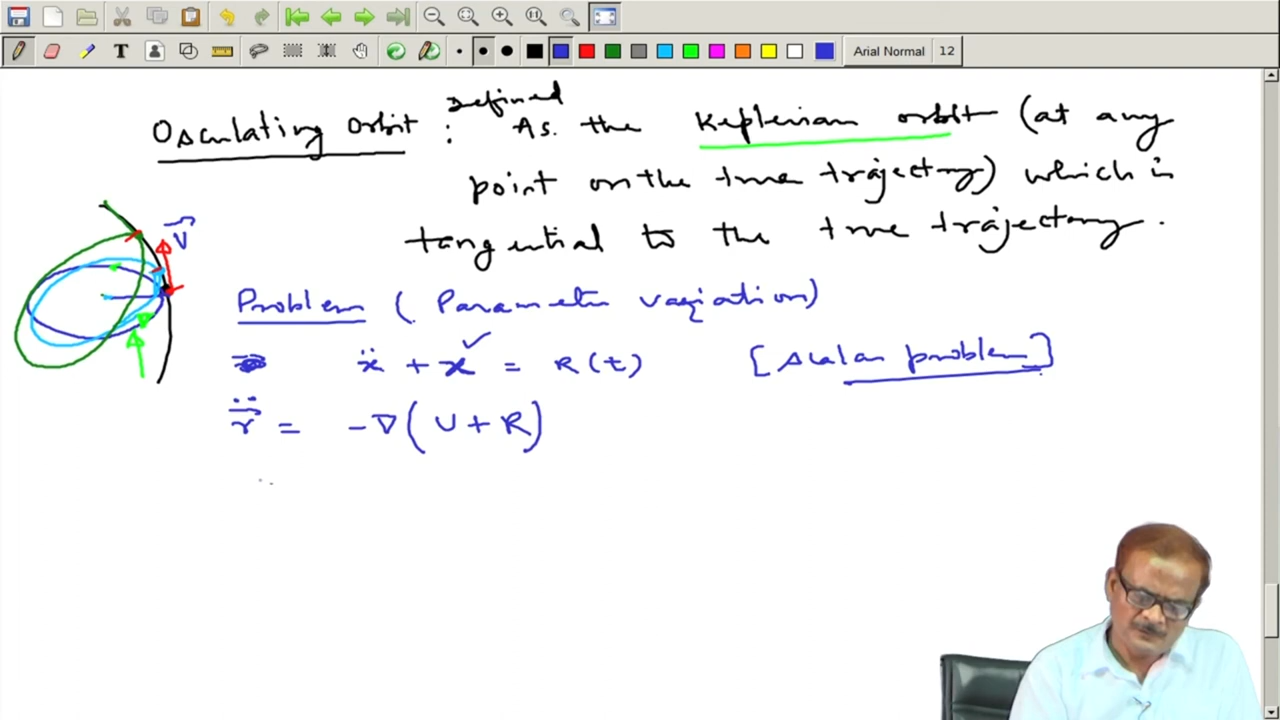 T
Arial Normal 12
Defined
Osculating Orbit : As the Keplerian orbit (at any
point on the true trajectory) which is
tangential to the true trajectory.
V
Problem (Parameter variation)
ẍ + x = R(t) [Scalar problem]
r̈ = -∇(U + R)